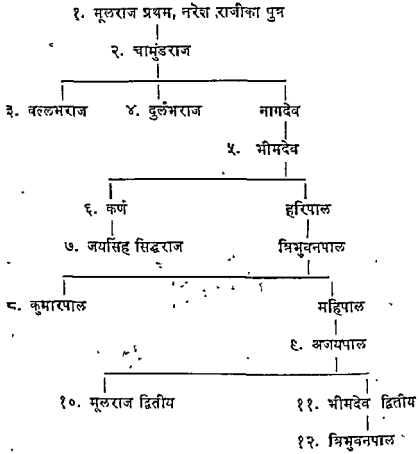 १. मूलराज प्रथम, नरेश राजीका पुत्र
२. चामुंडराज
३. वल्लभराज ४. दुर्लभराज नागदेव
५. भीमदेव
६. कर्ण हरिपाल
७. जयसिंह सिद्धराज त्रिभुवनपाल
८. कुमारपाल महिपाल
९. अजयपाल
१०. मूलराज द्वितीय ११. भीमदेव द्वितीय
१२. त्रिभुवनपाल